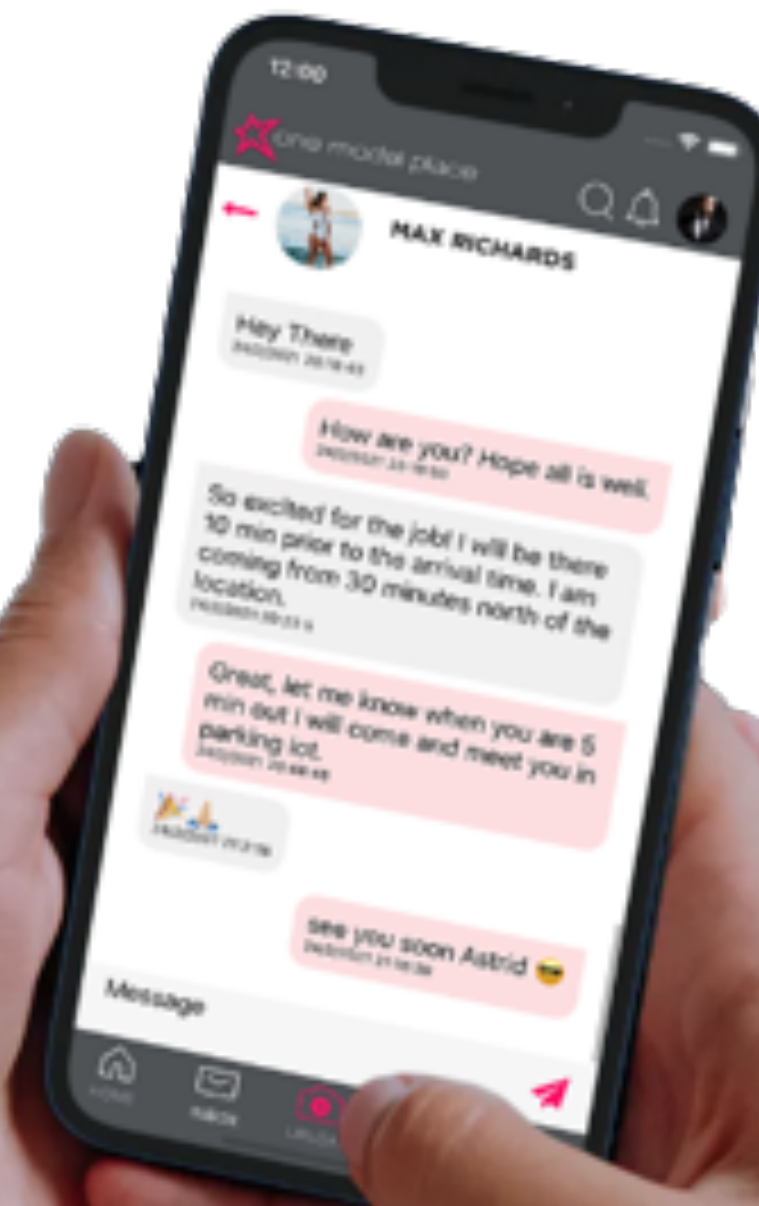 12:00
one model place
MAX RICHARDS
Hey There
How are you? Hope all is well.
So excited for the job! I will be there
10 min prior to the arrival time. I am
coming from 30 minutes north of the
location.
Great, let me know when you are 5
min out I will come and meet you in
parking lot.
see you soon Astrid 😎
Message
HOME
INBOX